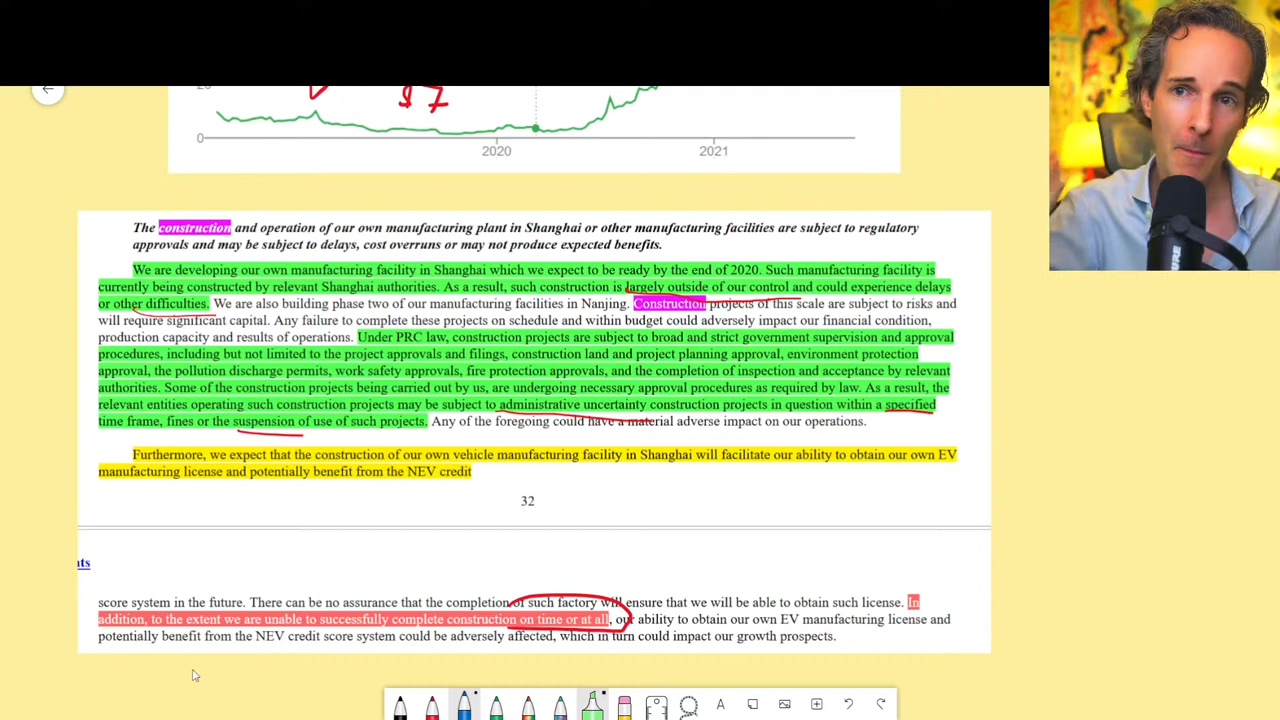 $7
0
2020
2021
The construction and operation of our own manufacturing plant in Shanghai or other manufacturing facilities are subject to regulatory
approvals and may be subject to delays, cost overruns or may not produce expected benefits.
We are developing our own manufacturing facility in Shanghai which we expect to be ready by the end of 2020. Such manufacturing facility is
currently being constructed by relevant Shanghai authorities. As a result, such construction is largely outside of our control and could experience delays
or other difficulties. We are also building phase two of our manufacturing facilities in Nanjing. Construction projects of this scale are subject to risks and
will require significant capital. Any failure to complete these projects on schedule and within budget could adversely impact our financial condition,
production capacity and results of operations. Under PRC law, construction projects are subject to broad and strict government supervision and approval
procedures, including but not limited to the project approvals and filings, construction land and project planning approval, environment protection
approval, the pollution discharge permits, work safety approvals, fire protection approvals, and the completion of inspection and acceptance by relevant
authorities. Some of the construction projects being carried out by us, are undergoing necessary approval procedures as required by law. As a result, the
relevant entities operating such construction projects may be subject to administrative uncertainty construction projects in question within a specified
time frame, fines or the suspension of use of such projects. Any of the foregoing could have a material adverse impact on our operations.
Furthermore, we expect that the construction of our own vehicle manufacturing facility in Shanghai will facilitate our ability to obtain our own EV
manufacturing license and potentially benefit from the NEV credit
32
nts
score system in the future. There can be no assurance that the completion of such factory will ensure that we will be able to obtain such license. In
addition, to the extent we are unable to successfully complete construction on time or at all, our ability to obtain our own EV manufacturing license and
potentially benefit from the NEV credit score system could be adversely affected, which in turn could impact our growth prospects.
A